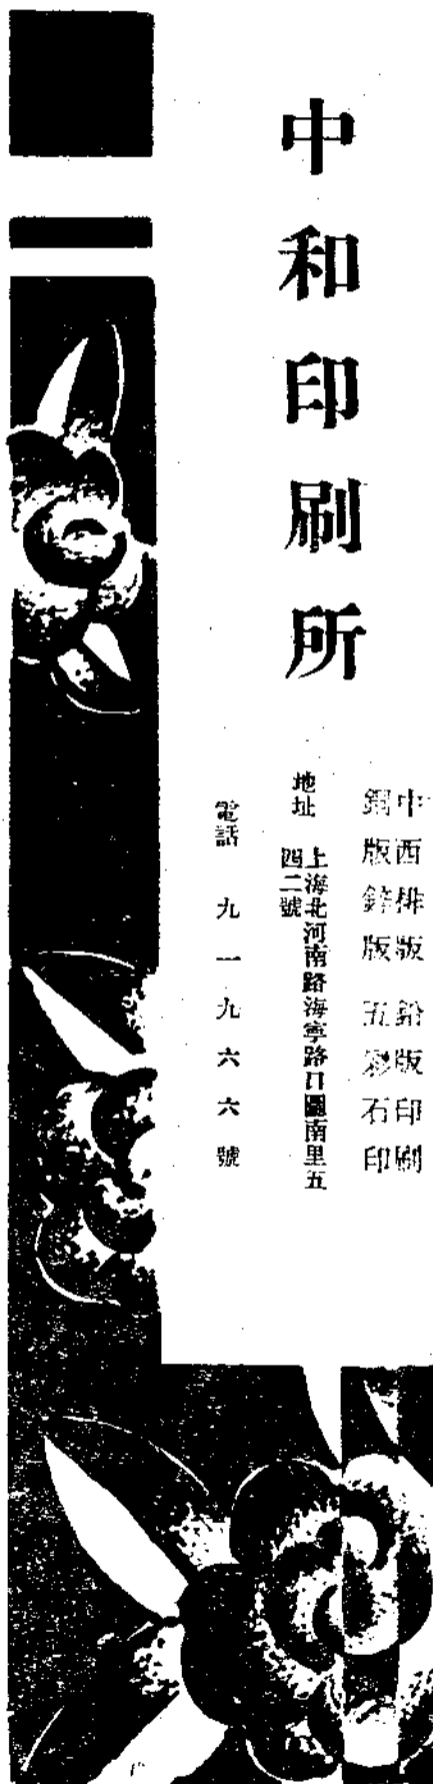 中和印刷所
中西排版　鉛版印刷
銅版鋅版　五彩石印
地址　上海北河南路海寧路口圖南里五
四二號
電話　九一九六六號